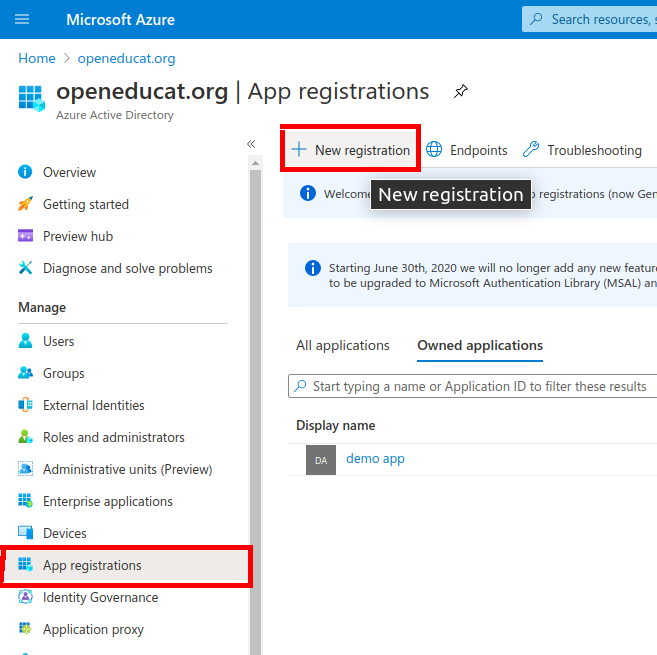 Microsoft Azure
Search resources, s
Home > openeducat.org
openeducat.org | App registrations
Azure Active Directory
«
New registration
Endpoints
Troubleshooting
Overview
Getting started
Preview hub
Diagnose and solve problems
Manage
Users
Groups
External Identities
Roles and administrators
Administrative units (Preview)
Enterprise applications
Devices
App registrations
Identity Governance
Application proxy
Welcome
registrations (now Gen
New registration
Starting June 30th, 2020 we will no longer add any new feature
to be upgraded to Microsoft Authentication Library (MSAL) an
All applications
Owned applications
Start typing a name or Application ID to filter these results
Display name
DA
demo app